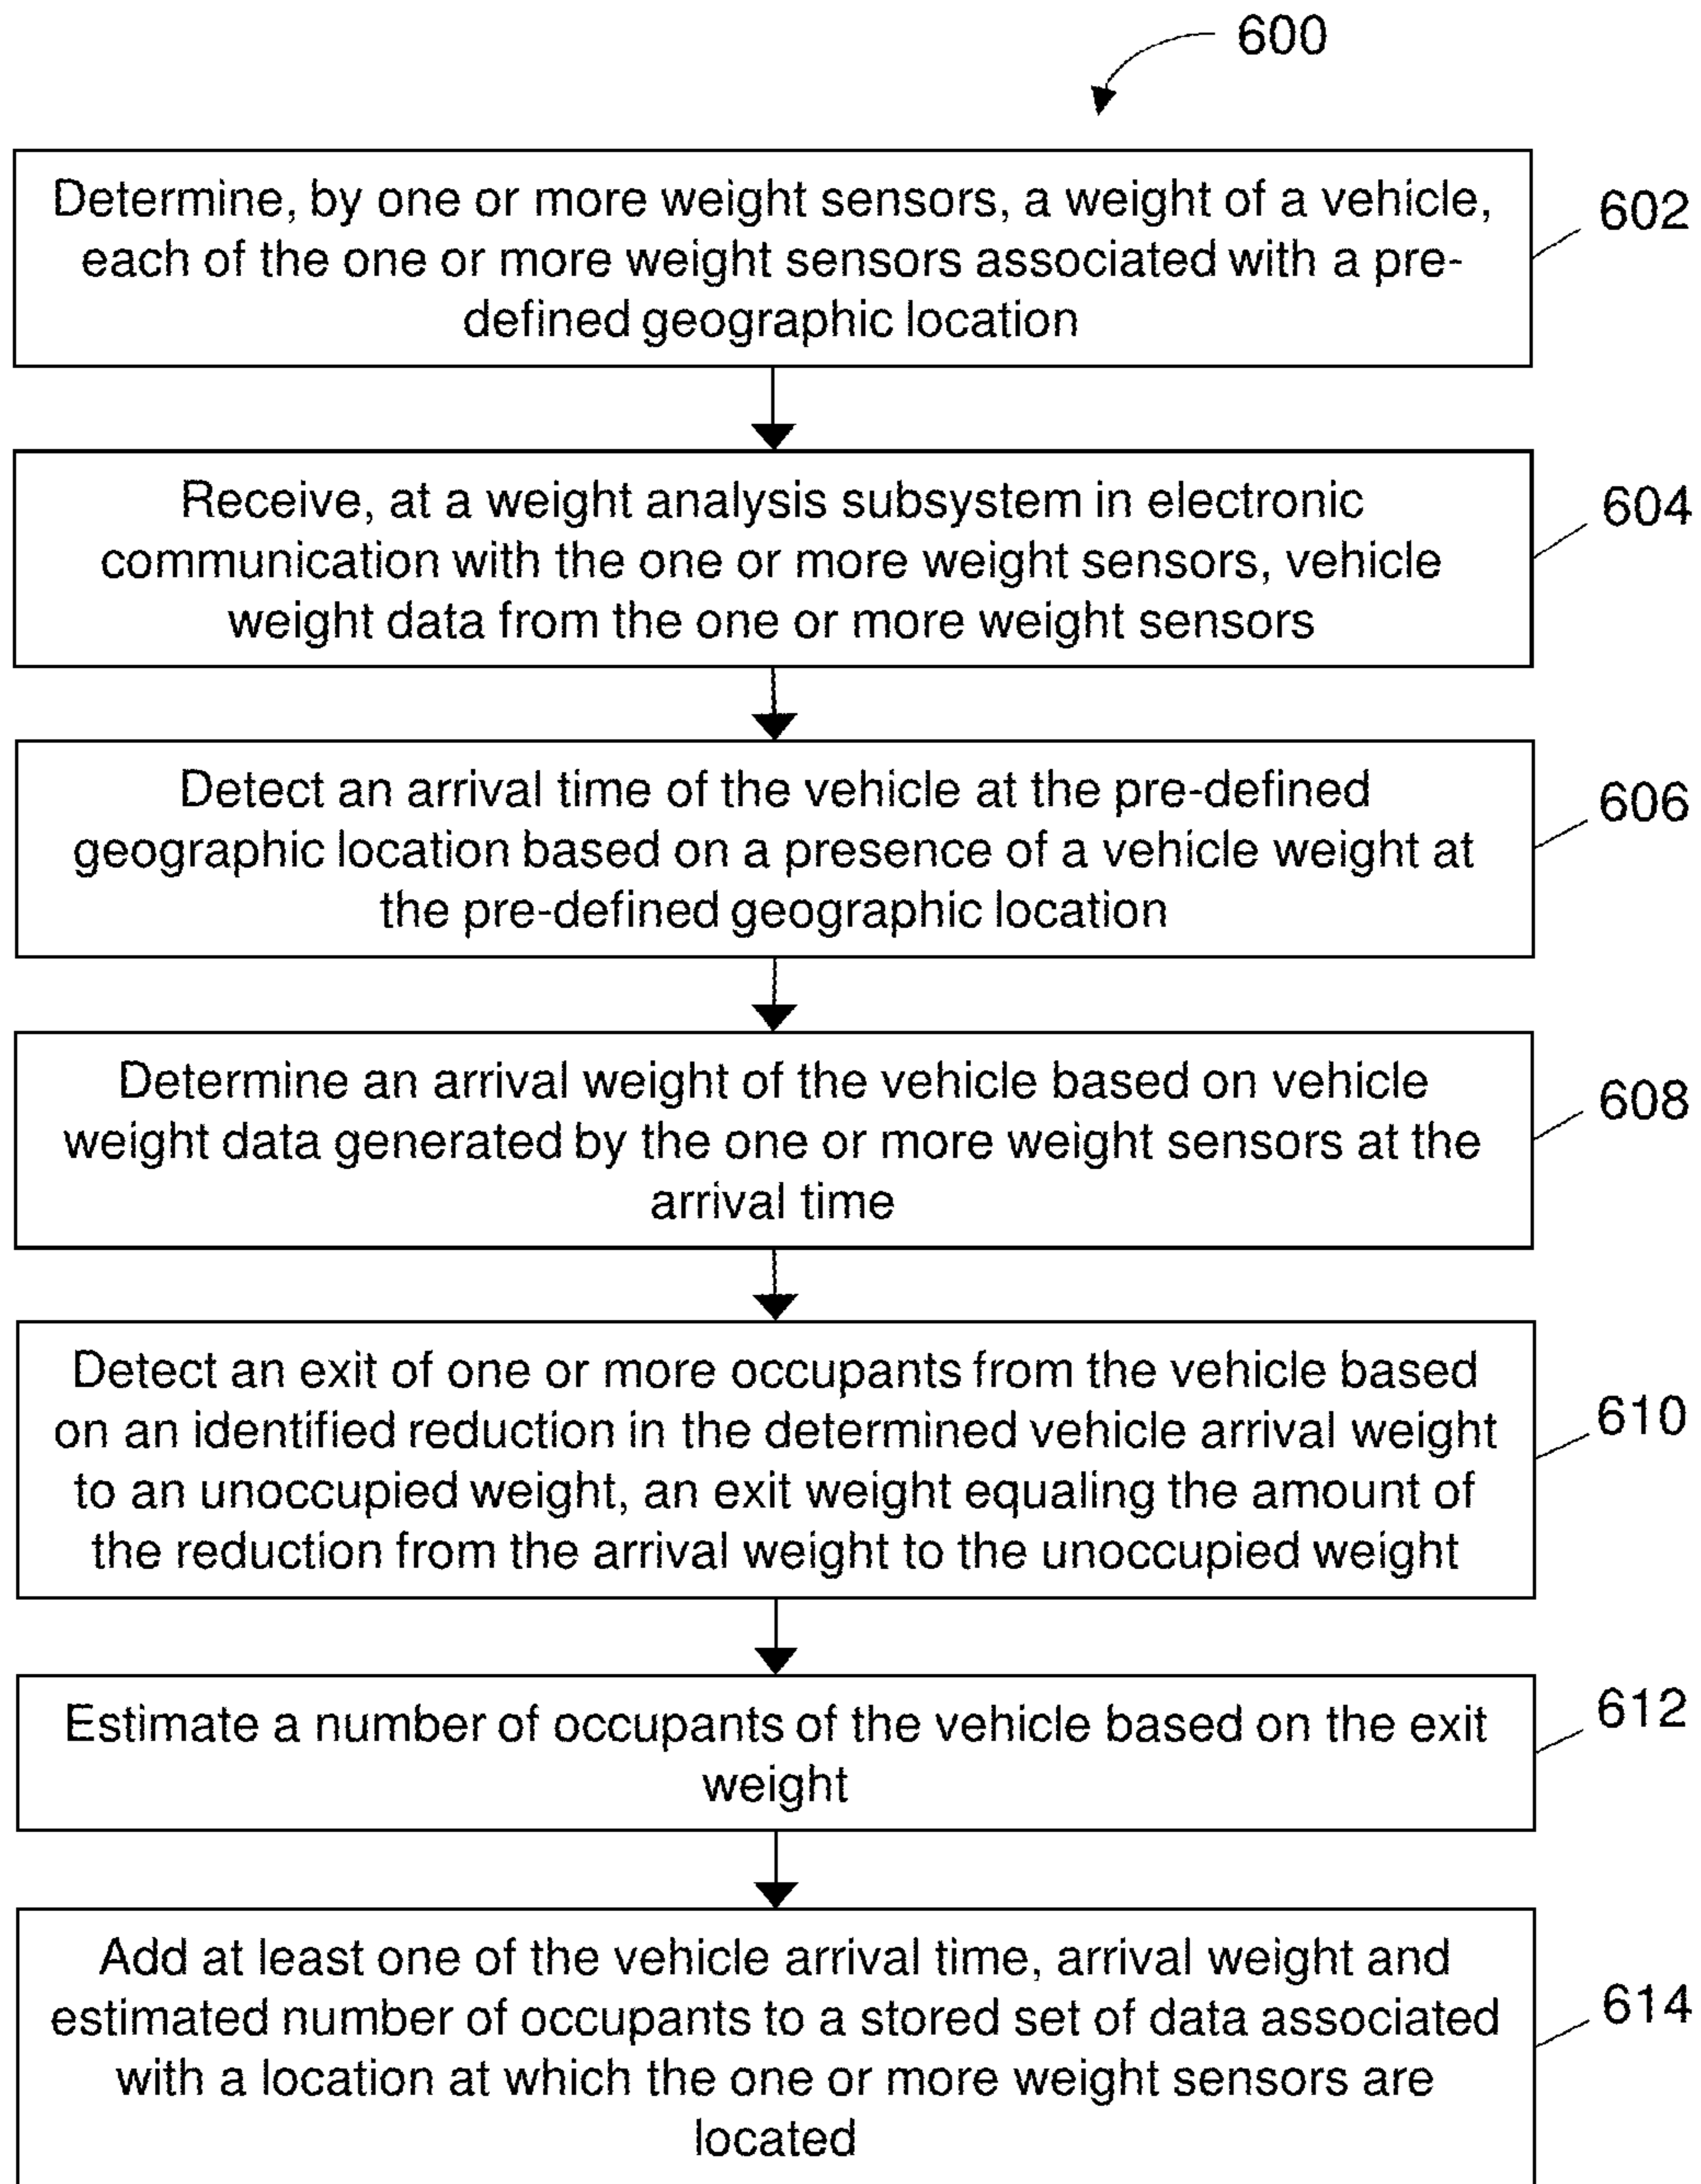 600
Determine, by one or more weight sensors, a weight of a vehicle,
each of the one or more weight sensors associated with a pre-
defined geographic location
602
Receive, at a weight analysis subsystem in electronic
communication with the one or more weight sensors, vehicle
weight data from the one or more weight sensors
604
Detect an arrival time of the vehicle at the pre-defined
geographic location based on a presence of a vehicle weight at
the pre-defined geographic location
606
Determine an arrival weight of the vehicle based on vehicle
weight data generated by the one or more weight sensors at the
arrival time
608
Detect an exit of one or more occupants from the vehicle based
on an identified reduction in the determined vehicle arrival weight
to an unoccupied weight, an exit weight equaling the amount of
the reduction from the arrival weight to the unoccupied weight
610
Estimate a number of occupants of the vehicle based on the exit
weight
612
Add at least one of the vehicle arrival time, arrival weight and
estimated number of occupants to a stored set of data associated
with a location at which the one or more weight sensors are
located
614